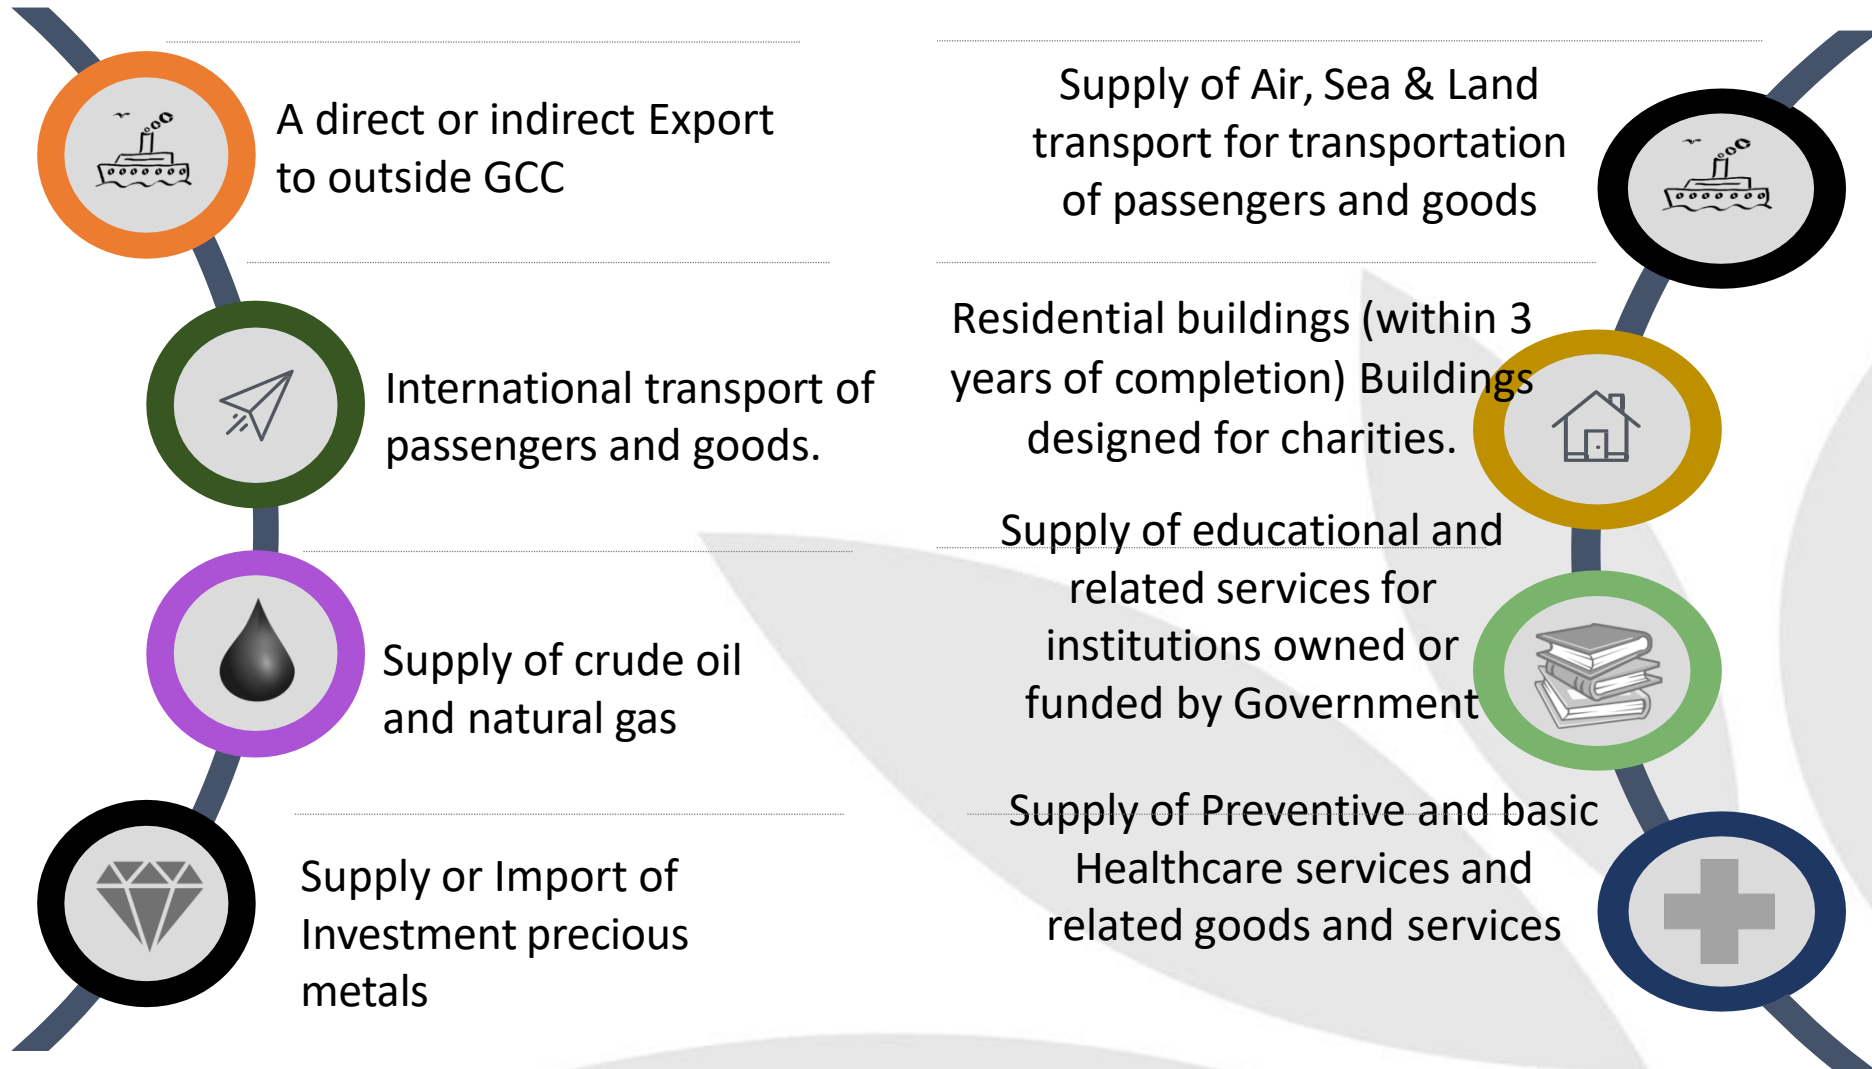 A direct or indirect Export
to outside GCC
International transport of
passengers and goods.
Supply of crude oil
and natural gas
Supply or Import of
Investment precious
metals
Supply of Air, Sea & Land
transport for transportation
of passengers and goods
Residential buildings (within 3
years of completion) Buildings
designed for charities.
Supply of educational and
related services for
institutions owned or
funded by Government
Supply of Preventive and basic
Healthcare services and
related goods and services